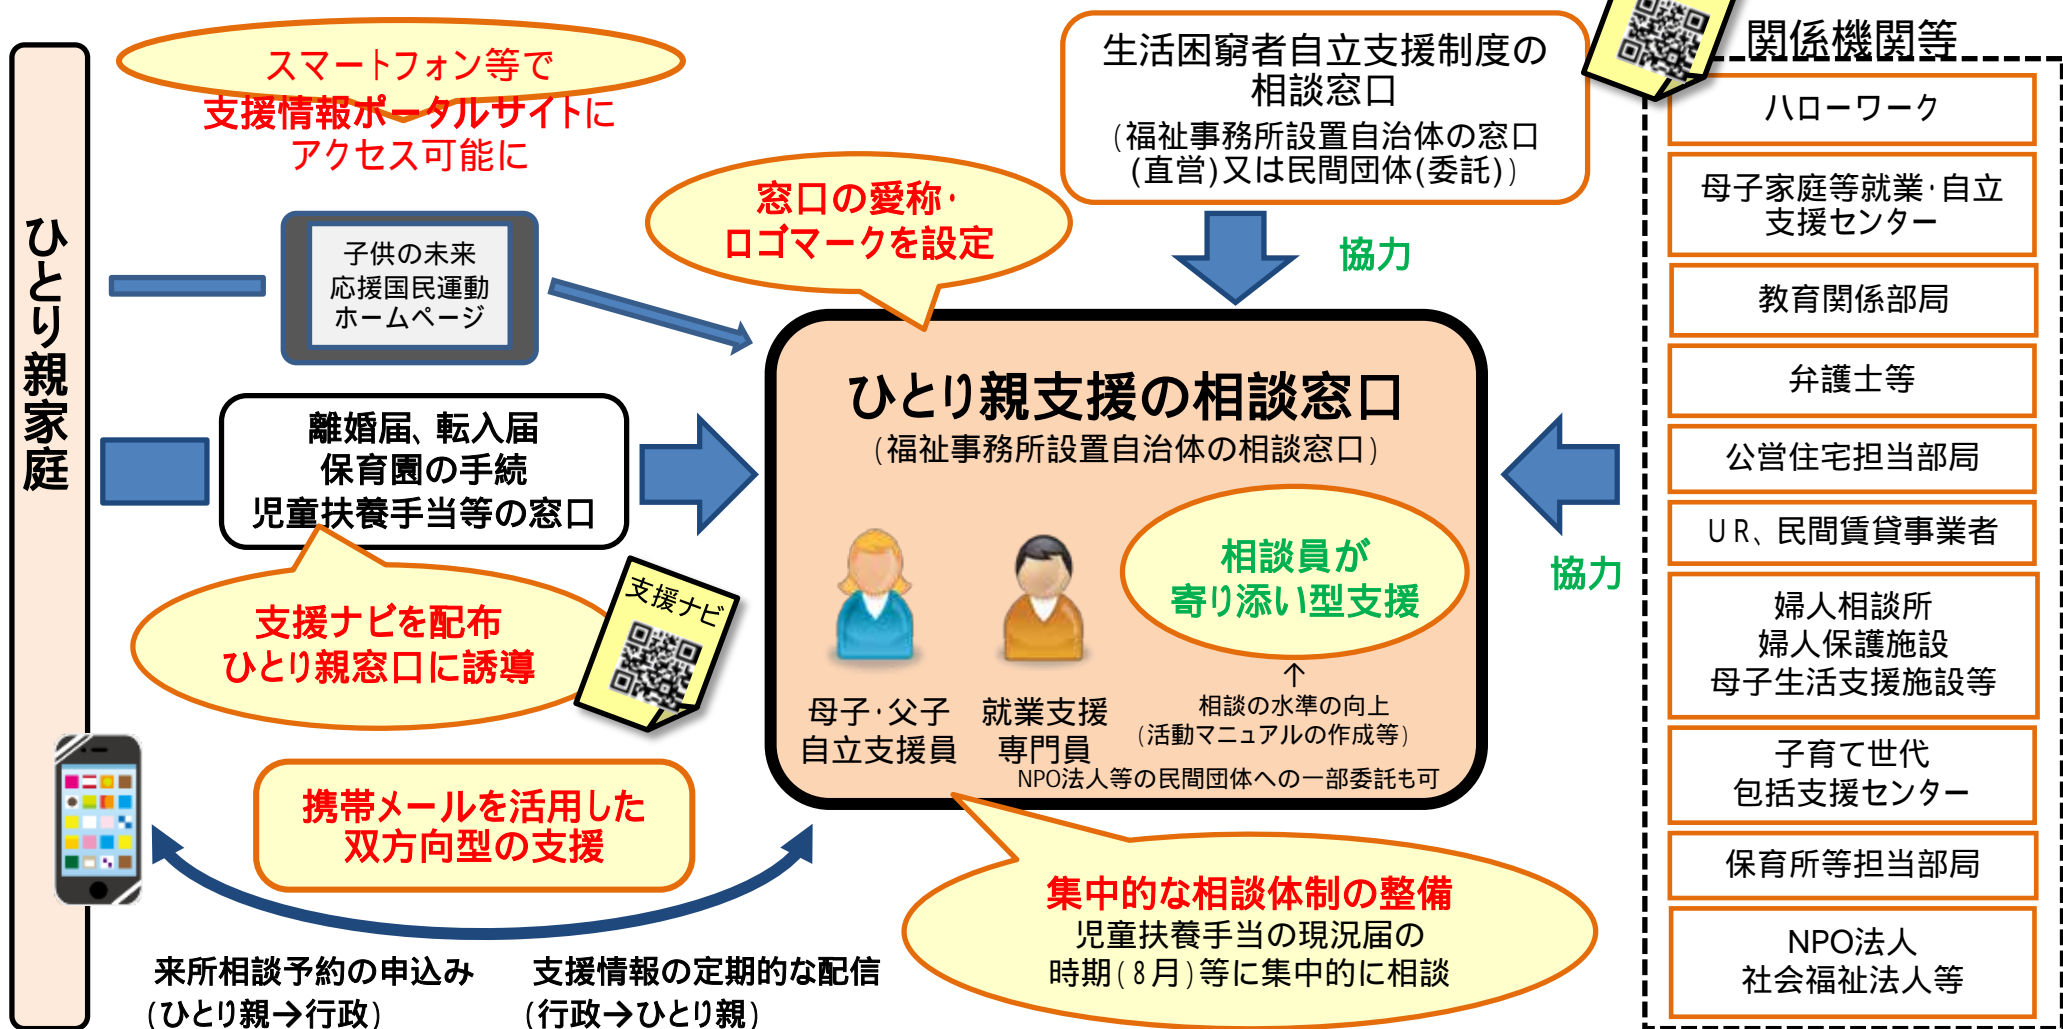 ひとり親家庭
スマートフォン等で
支援情報ポータルサイトに
アクセス可能に
子供の未来
応援国民運動
ホームページ
離婚届、転入届
保育園の手続
児童扶養手当等の窓口
支援ナビを配布
ひとり親窓口に誘導
支援ナビ
携帯メールを活用した
双方向型の支援
来所相談予約の申込み
(ひとり親→行政)
支援情報の定期的な配信
(行政→ひとり親)
窓口の愛称・
ロゴマークを設定
生活困窮者自立支援制度の
相談窓口
(福祉事務所設置自治体の窓口
(直営)又は民間団体(委託))
協力
ひとり親支援の相談窓口
(福祉事務所設置自治体の相談窓口)
相談員が
寄り添い型支援
↑
相談の水準の向上
(活動マニュアルの作成等)
母子・父子
自立支援員
就業支援
専門員
NPO法人等の民間団体への一部委託も可
集中的な相談体制の整備
児童扶養手当の現況届の
時期(8月)等に集中的に相談
協力
関係機関等
ハローワーク
母子家庭等就業・自立
支援センター
教育関係部局
弁護士等
公営住宅担当部局
UR、民間賃貸事業者
婦人相談所
婦人保護施設
母子生活支援施設等
子育て世代
包括支援センター
保育所等担当部局
NPO法人
社会福祉法人等